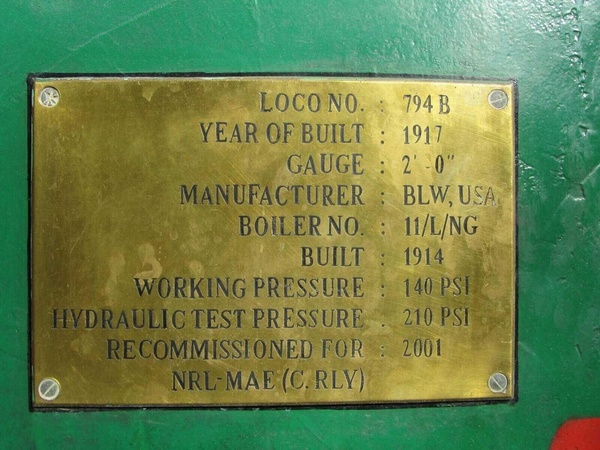 LOCO NO. : 794 B
YEAR OF BUILT : 1917
GAUGE : 2' - 0"
MANUFACTURER : BLW, USA
BOILER NO. : 11/L/NG
BUILT : 1914
WORKING PRESSURE : 140 PSI
HYDRAULIC TEST PRESSURE : 210 PSI
RECOMMISSIONED FOR : 2001
NRL-MAE (C. RLY)